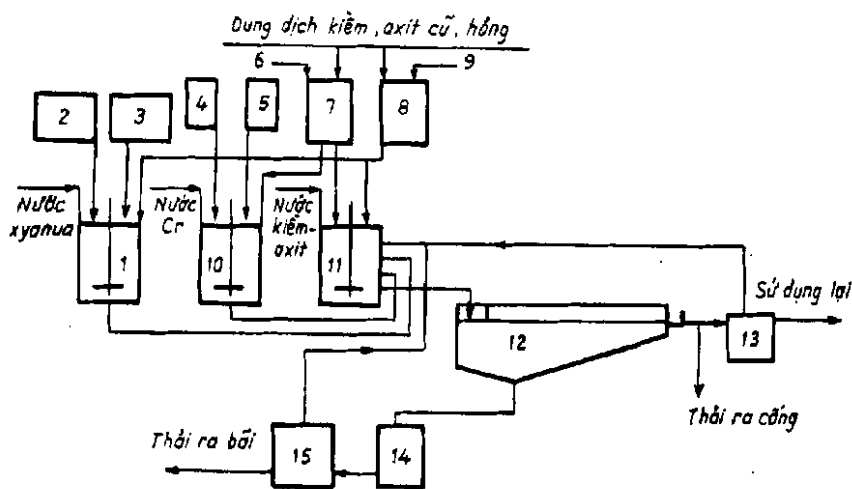 Dung dịch kiềm, axit cũ, hỏng
6
9
4
5
7
8
2
3
Nước
xyanua
Nước
Cr
Nước
kiềm-
axit
1
10
11
Sử dụng lại
12
13
Thải ra cống
Thải ra bãi
15
14